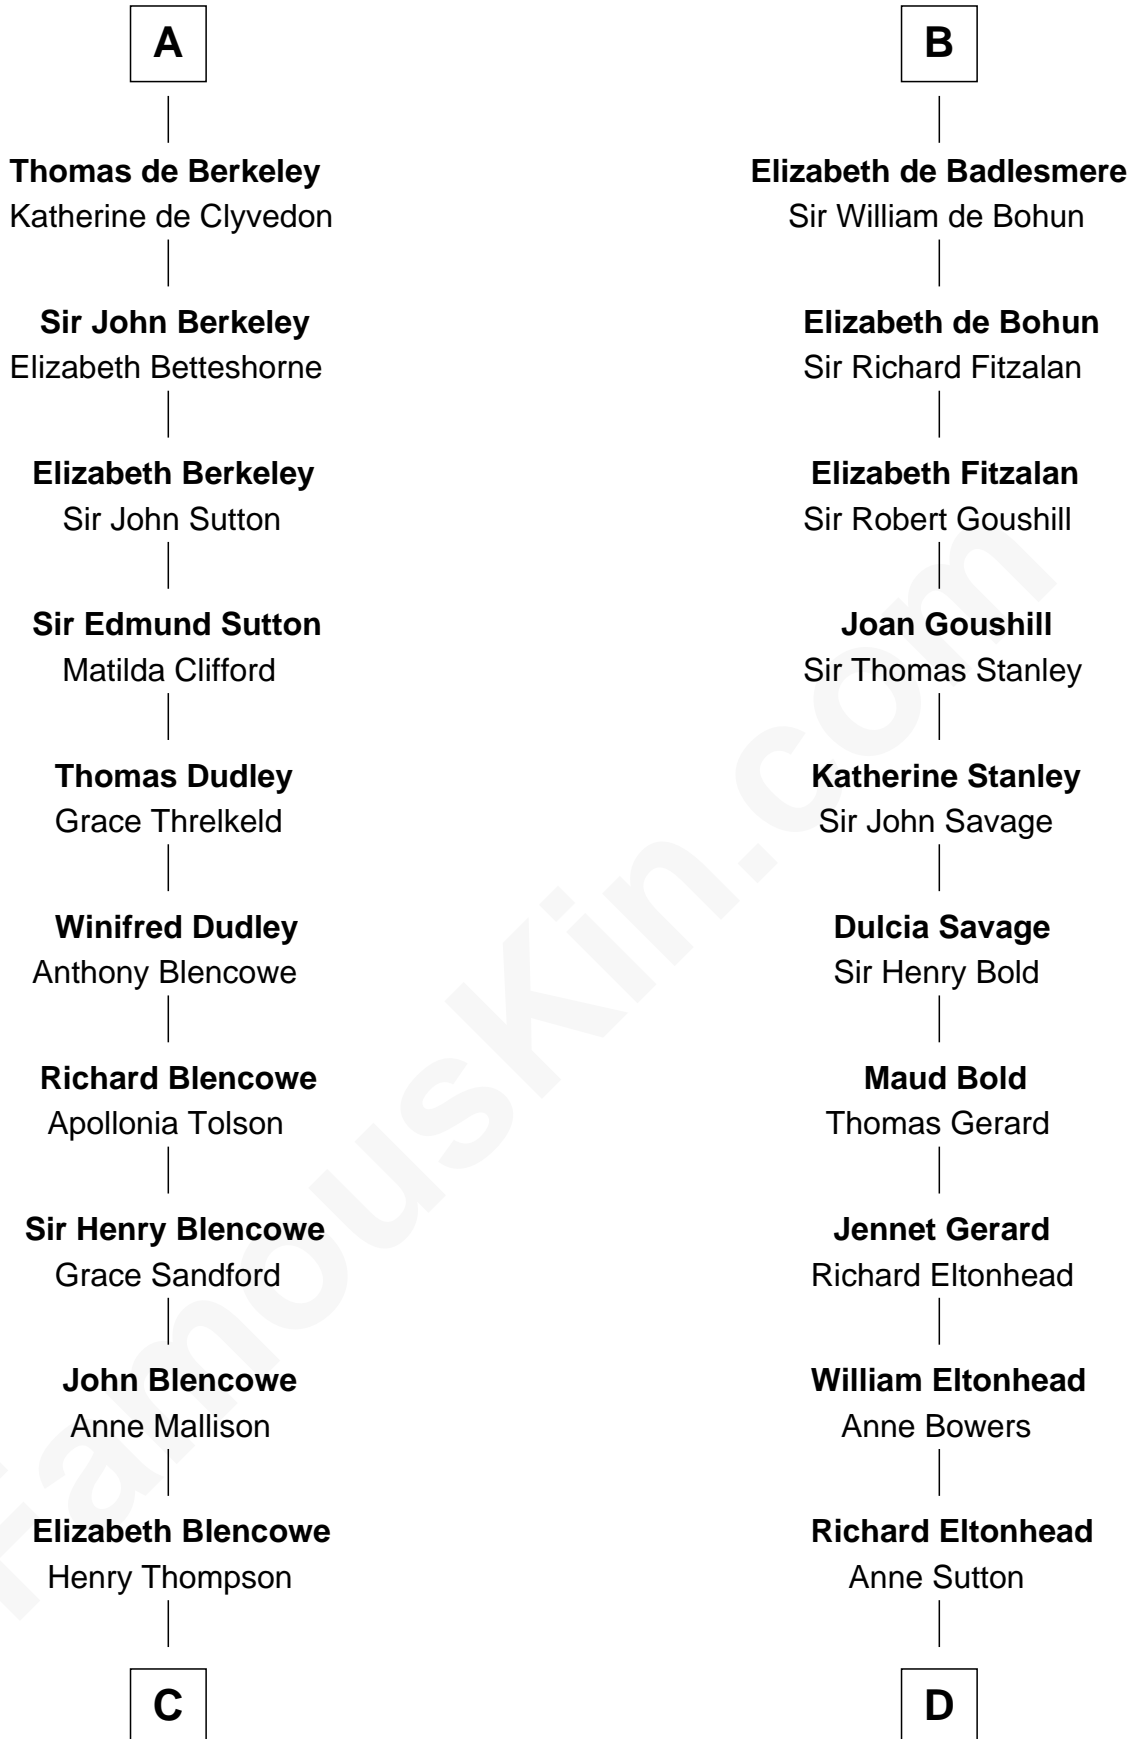 A
Thomas de Berkeley
Katherine de Clyvedon
Sir John Berkeley
Elizabeth Betteshorne
Elizabeth Berkeley
Sir John Sutton
Sir Edmund Sutton
Matilda Clifford
Thomas Dudley
Grace Threlkeld
Winifred Dudley
Anthony Blencowe
Richard Blencowe
Apollonia Tolson
Sir Henry Blencowe
Grace Sandford
John Blencowe
Anne Mallison
Elizabeth Blencowe
Henry Thompson
C
B
Elizabeth de Badlesmere
Sir William de Bohun
Elizabeth de Bohun
Sir Richard Fitzalan
Elizabeth Fitzalan
Sir Robert Goushill
Joan Goushill
Sir Thomas Stanley
Katherine Stanley
Sir John Savage
Dulcia Savage
Sir Henry Bold
Maud Bold
Thomas Gerard
Jennet Gerard
Richard Eltonhead
William Eltonhead
Anne Bowers
Richard Eltonhead
Anne Sutton
D
FamousKin.com